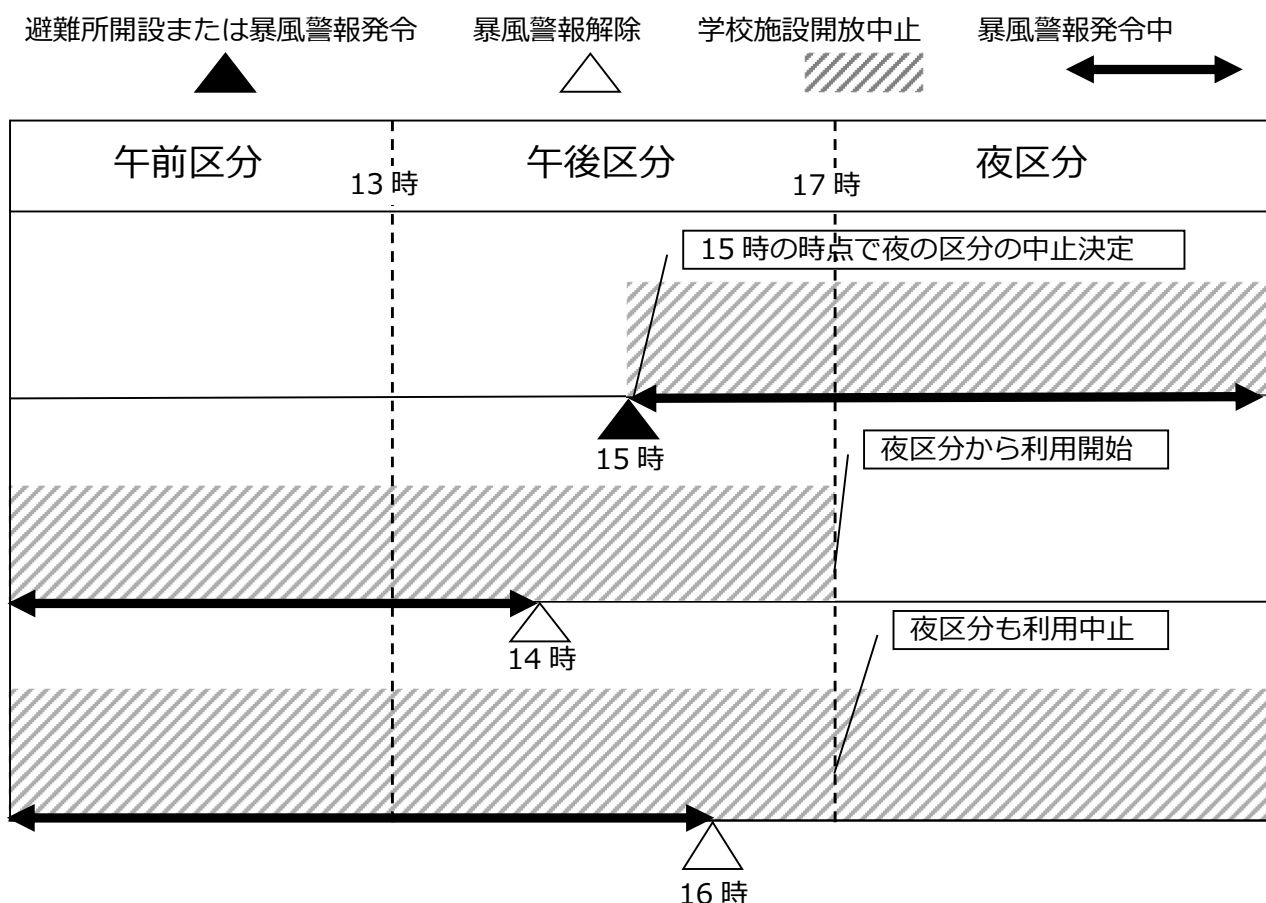 避難所開設または暴風警報発令 暴風警報解除 学校施設開放中止 暴風警報発令中
午前区分 午後区分 夜区分
13 時 17 時
15 時の時点で夜の区分の中止決定
15 時
夜区分から利用開始
14 時
夜区分も利用中止
16 時